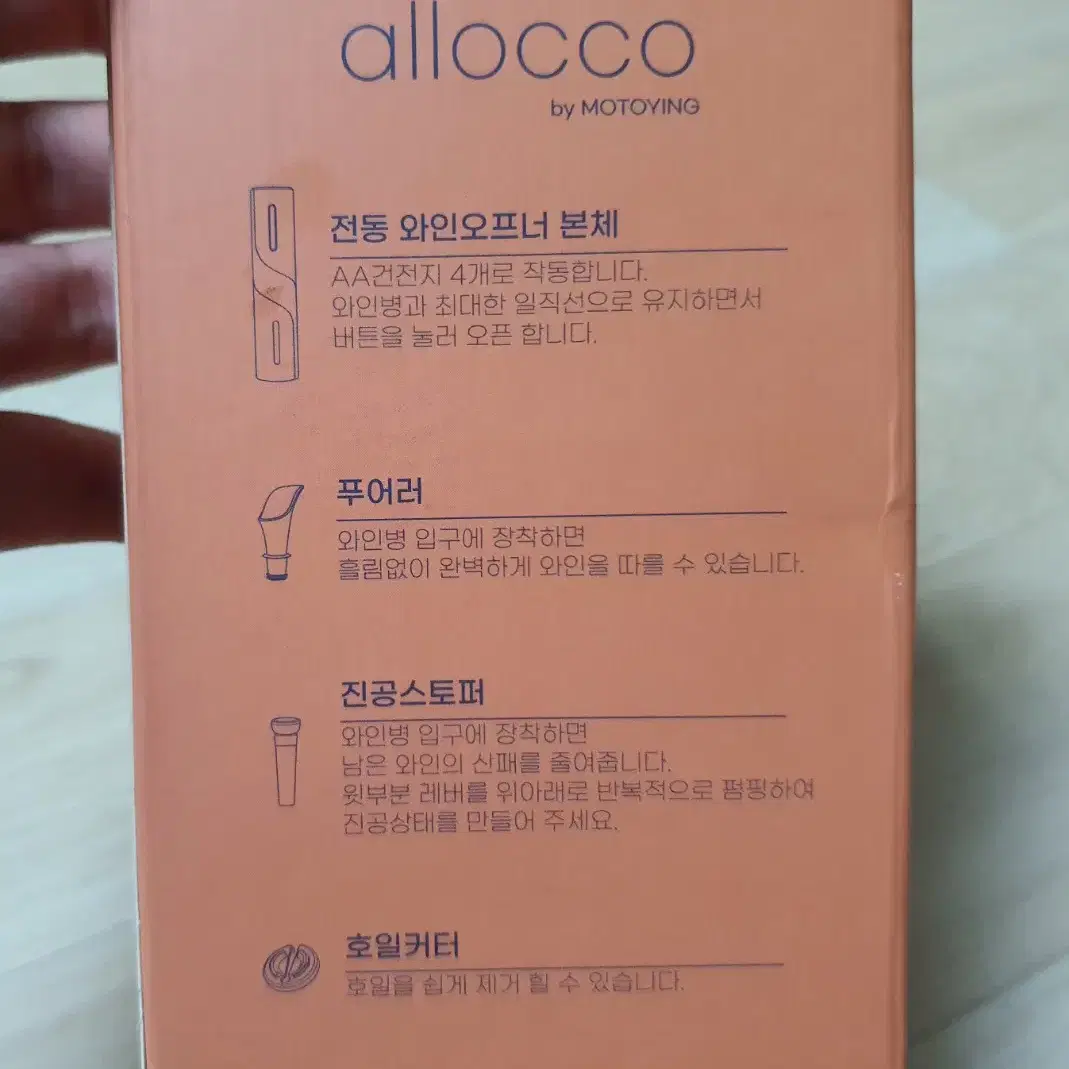 allocco
by MOTOYING
전동 와인오프너 본체
AA건전지 4개로 작동합니다.
와인병과 최대한 일직선으로 유지하면서
버튼을 눌러 오픈 합니다.
푸어러
와인병 입구에 장착하면
흘림없이 완벽하게 와인을 따를 수 있습니다.
진공스토퍼
와인병 입구에 장착하면
남은 와인의 산패를 줄여줍니다.
윗부분 레버를 위아래로 반복적으로 펌핑하여
진공상태를 만들어 주세요.
호일커터
호일을 쉽게 제거 힐 수 있습니다.